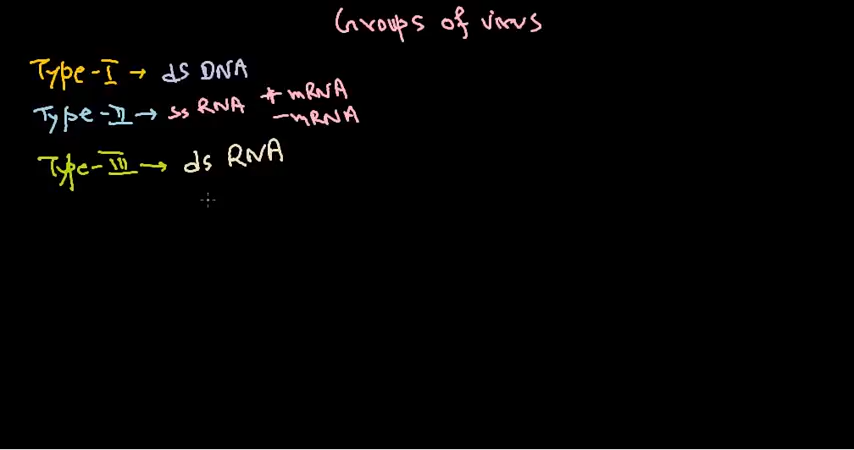 Groups of virus
Type-I → ds DNA
Type-II → ss RNA +mRNA
-mRNA
Type-III → ds RNA